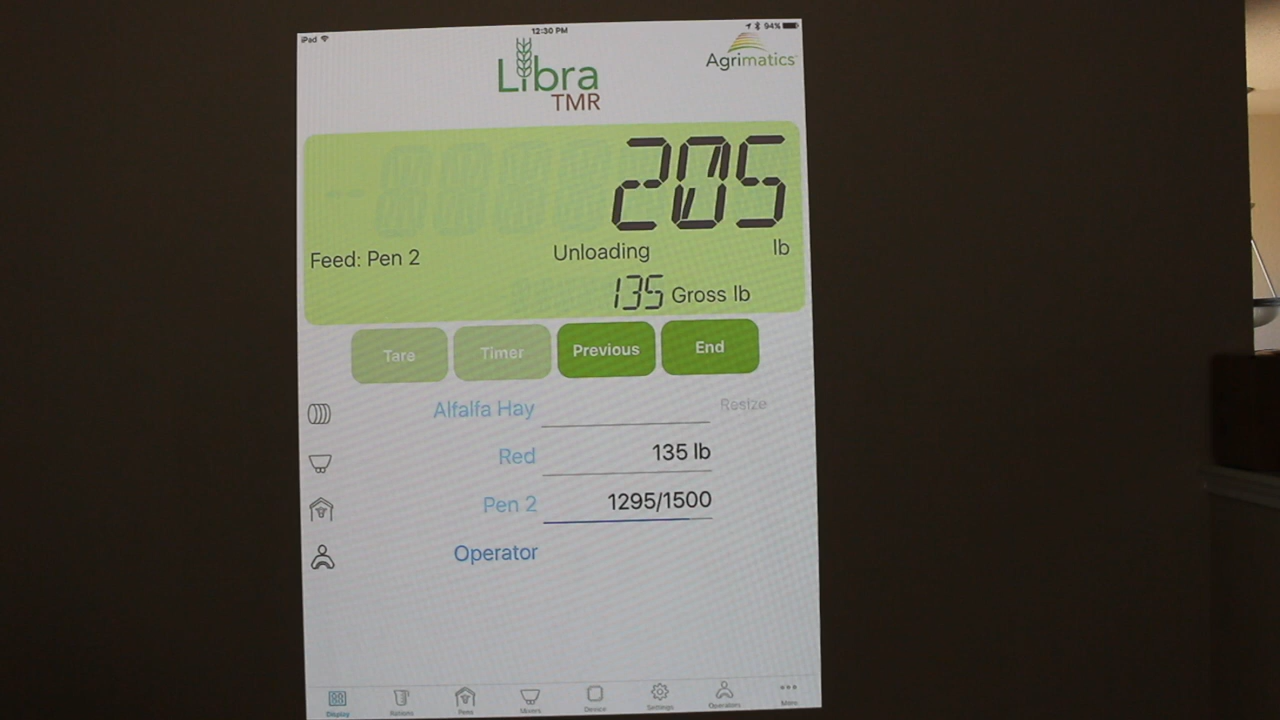 iPad 12:30 PM 94%
Libra
TMR
Agrimatics
205
Feed: Pen 2 Unloading lb
135 Gross lb
Tare Timer Previous End
Alfalfa Hay Resize
Red 135 lb
Pen 2 1295/1500
Operator
Display Rations Pens Mixers Device Settings Operators More